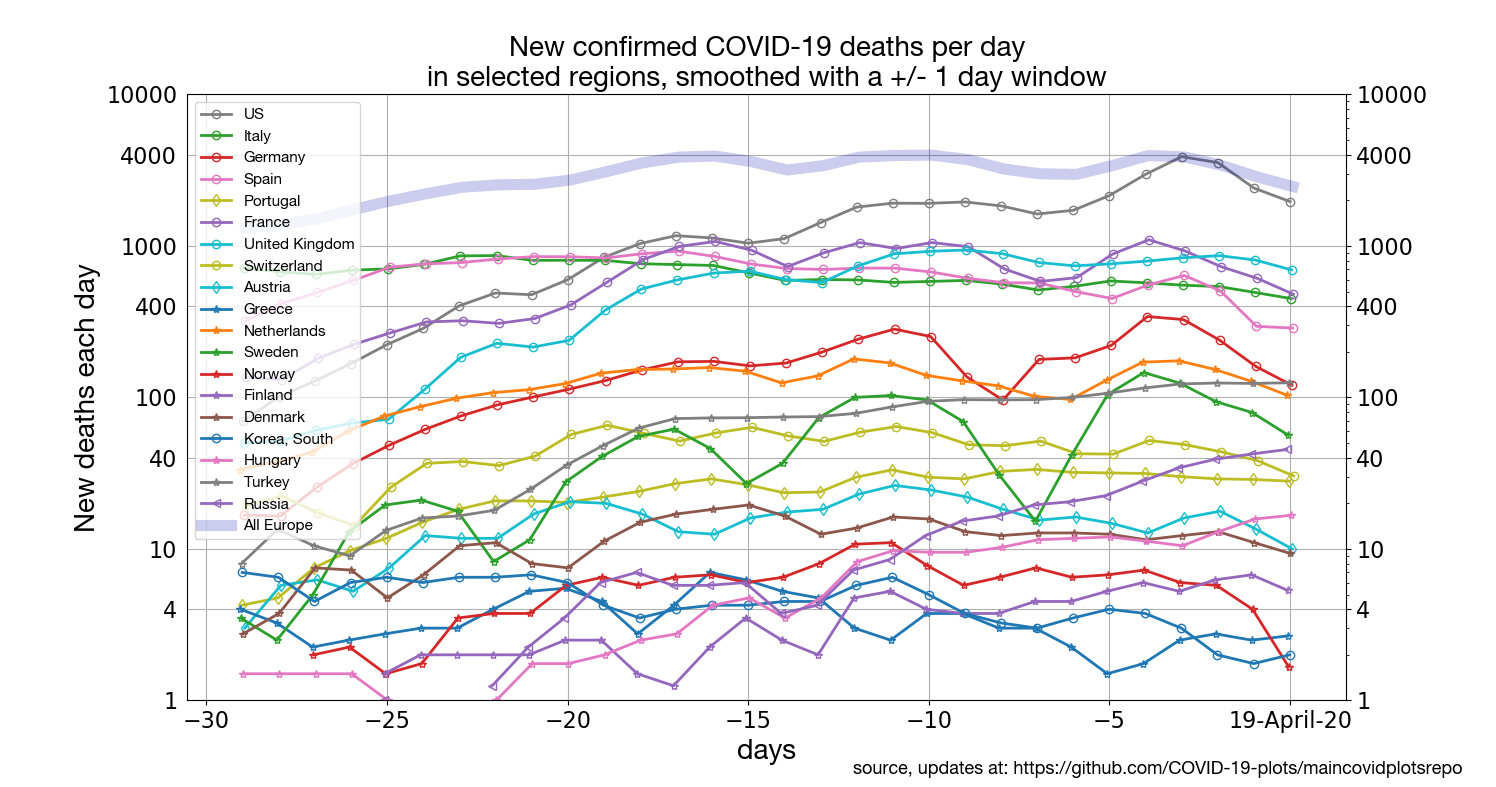 New confirmed COVID-19 deaths per day
in selected regions, smoothed with a +/- 1 day window
New deaths each day
10000
4000
1000
400
100
40
10
4
1
US
Italy
Germany
Spain
Portugal
France
United Kingdom
Switzerland
Austria
Greece
Netherlands
Sweden
Norway
Finland
Denmark
Korea, South
Hungary
Turkey
Russia
All Europe
10000
4000
1000
400
100
40
10
4
1
−30 −25 −20 −15 −10 −5 19-April-20
days
source, updates at: https://github.com/COVID-19-plots/maincovidplotsrepo